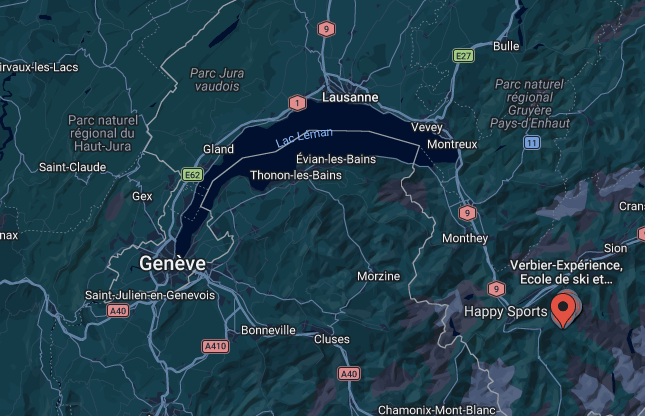 9
Bulle
E27
irvaux-les-Lacs
Parc Jura
vaudois
Parc naturel
régional
Gruyère
Pays-d'Enhaut
Lausanne
1
Parc naturel
régional du
Haut-Jura
Vevey
Lac Léman
Gland
Montreux
11
Évian-les-Bains
Saint-Claude
E62
Thonon-les-Bains
Gex
Crans
9
nax
Monthey
Sion
Genève
Verbier-Expérience,
Ecole de ski et...
Morzine
9
Saint-Julien-en-Genevois
A40
Happy Sports
Bonneville
Cluses
A410
A40
Chamonix-Mont-Blanc